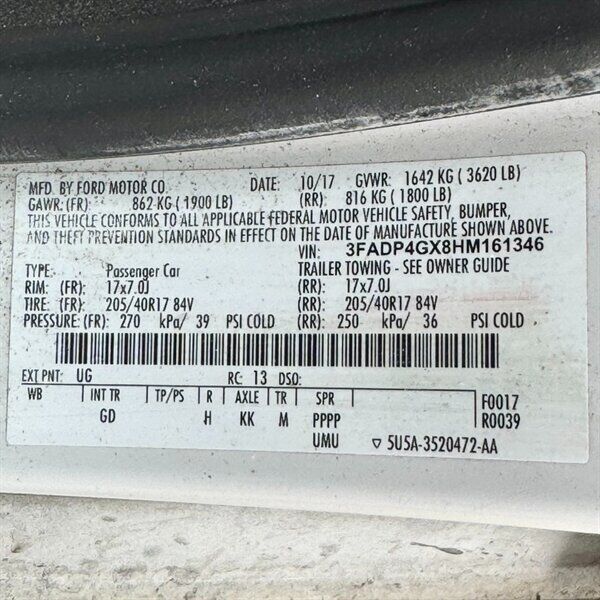 MFD. BY FORD MOTOR CO. DATE: 10/17 GVWR: 1642 KG ( 3620 LB)
GAWR: (FR): 862 KG ( 1900 LB) (RR): 816 KG ( 1800 LB)
THIS VEHICLE CONFORMS TO ALL APPLICABLE FEDERAL MOTOR VEHICLE SAFETY, BUMPER,
AND THEFT PREVENTION STANDARDS IN EFFECT ON THE DATE OF MANUFACTURE SHOWN ABOVE.
VIN: 3FADP4GX8HM161346
TYPE: Passenger Car TRAILER TOWING - SEE OWNER GUIDE
RIM: (FR): 17x7.0J (RR): 17x7.0J
TIRE: (FR): 205/40R17 84V (RR): 205/40R17 84V
PRESSURE: (FR): 270 kPa/ 39 PSI COLD (RR): 250 kPa/ 36 PSI COLD
EXT PNT: UG RC: 13 DSO:
WB INT TR TP/PS R AXLE TR SPR F0017
GD H KK M PPPP R0039
UMU ▽ 5U5A-3520472-AA